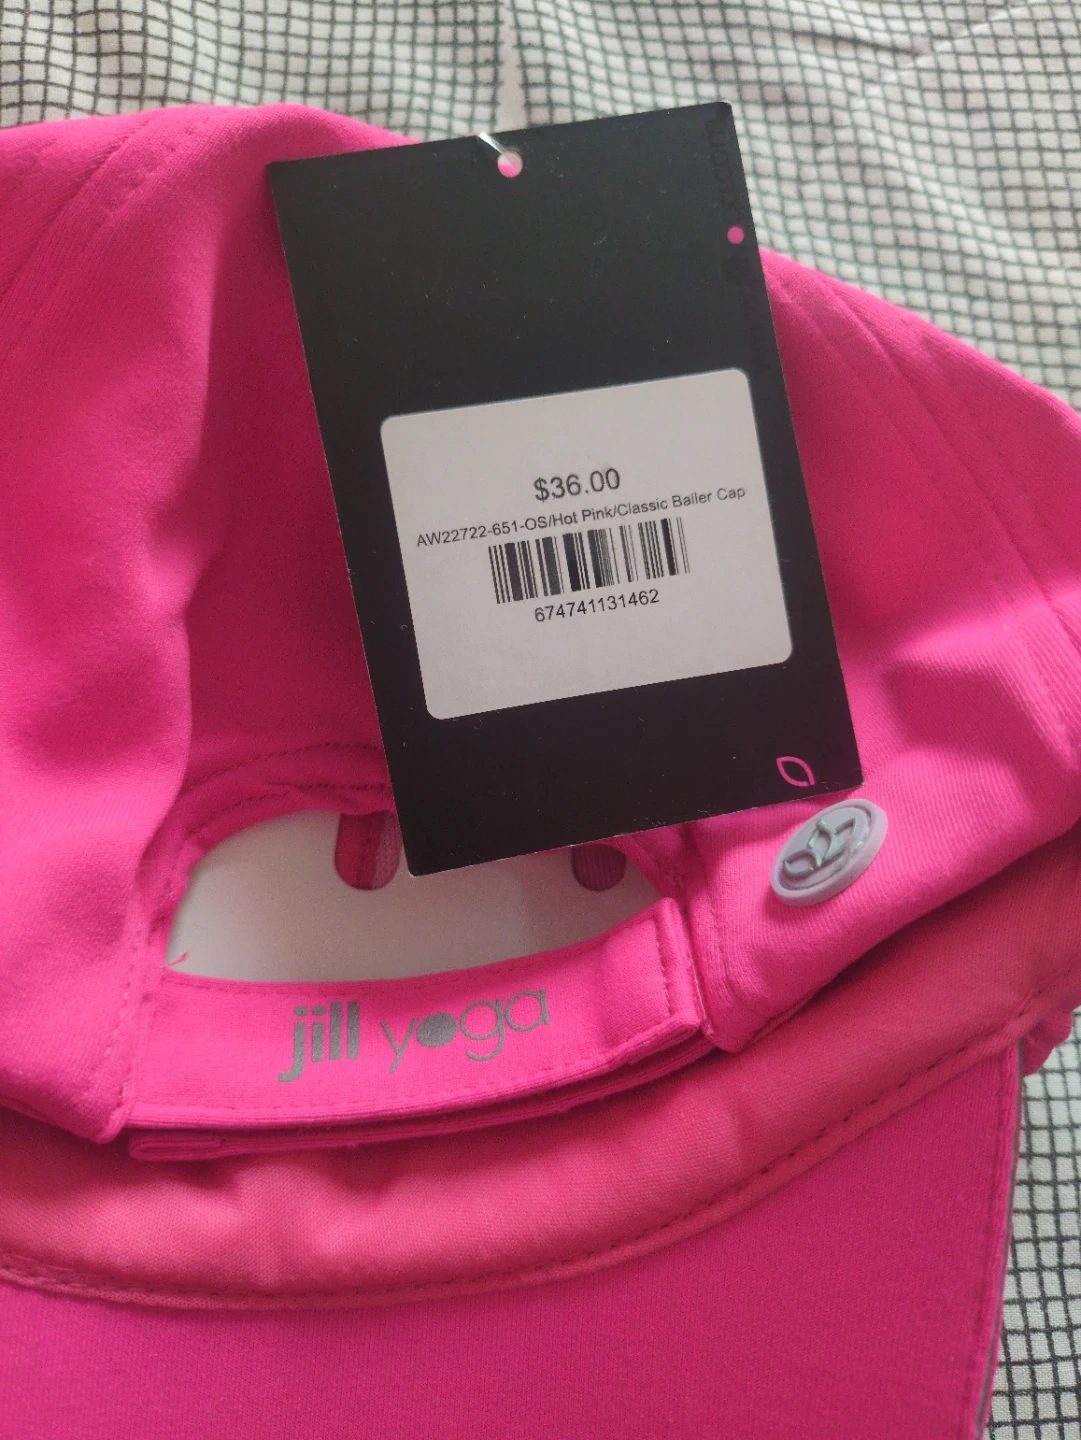 $36.00
AW22722-651-OS/Hot Pink/Classic Baller Cap
674741131462
jill yoga